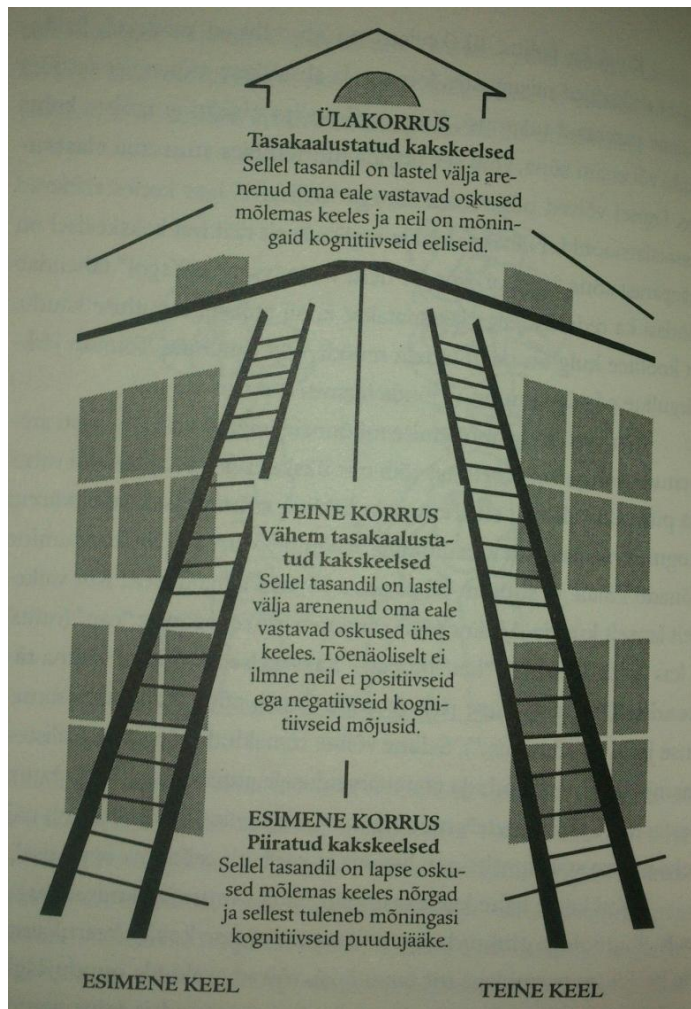 ÜLAKORRUS
Tasakaalustatud kakskeelsed
Sellel tasandil on lastel välja are-
nenud oma eale vastavad oskused
mõlemas keeles ja neil on mõnin-
gaid kognitiivseid eeliseid.
TEINE KORRUS
Vähem tasakaalusta-
tud kakskeelsed
Sellel tasandil on lastel
välja arenenud oma eale
vastavad oskused ühes
keeles. Tõenäoliselt ei
ilmne neil ei positiivseid
ega negatiivseid kogni-
tiivseid mõjusid.
ESIMENE KORRUS
Piiratud kakskeelsed
Sellel tasandil on lapse osku-
sed mõlemas keeles nõrgad
ja sellest tuleneb mõningasi
kognitiivseid puudujääke.
ESIMENE KEEL
TEINE KEEL